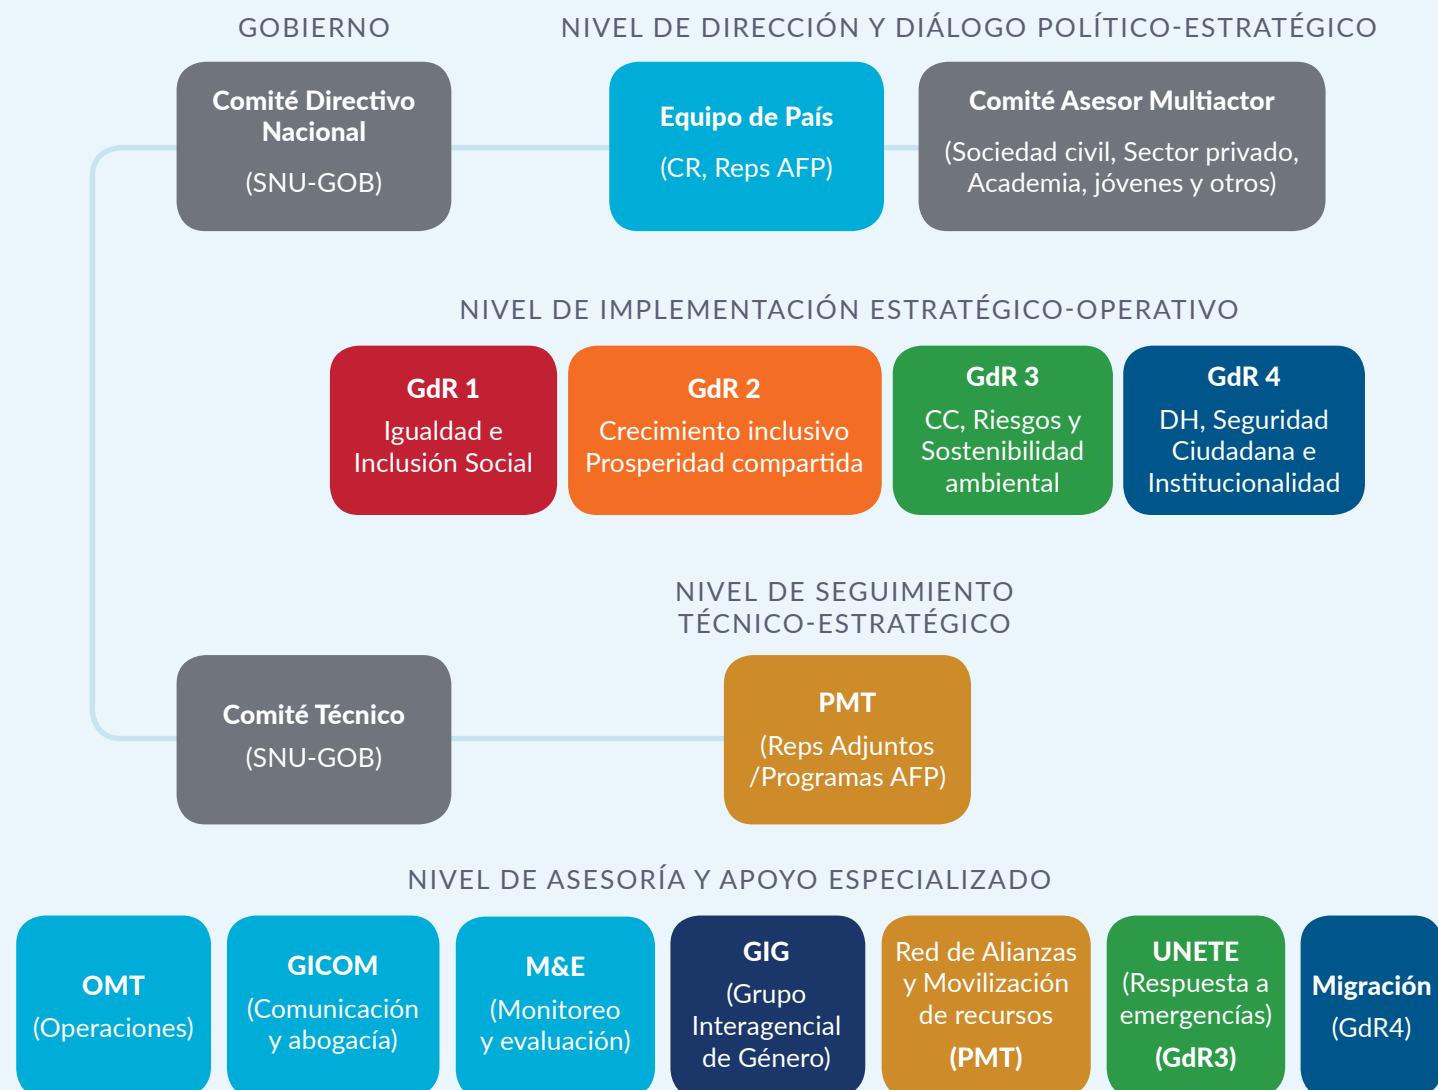 GOBIERNO
NIVEL DE DIRECCIÓN Y DIÁLOGO POLÍTICO-ESTRATÉGICO
Comité Directivo
Nacional
(SNU-GOB)
Equipo de País
(CR, Reps AFP)
Comité Asesor Multiactor
(Sociedad civil, Sector privado,
Academia, jóvenes y otros)
NIVEL DE IMPLEMENTACIÓN ESTRATÉGICO-OPERATIVO
GdR 1
Igualdad e
Inclusión Social
GdR 2
Crecimiento inclusivo
Prosperidad compartida
GdR 3
CC, Riesgos y
Sostenibilidad
ambiental
GdR 4
DH, Seguridad
Ciudadana e
Institucionalidad
NIVEL DE SEGUIMIENTO
TÉCNICO-ESTRATÉGICO
Comité Técnico
(SNU-GOB)
PMT
(Reps Adjuntos
/Programas AFP)
NIVEL DE ASESORÍA Y APOYO ESPECIALIZADO
OMT
(Operaciones)
GICOM
(Comunicación
y abogacía)
M&E
(Monitoreo
y evaluación)
GIG
(Grupo
Interagencial
de Género)
Red de Alianzas
y Movilización
de recursos
(PMT)
UNETE
(Respuesta a
emergencías)
(GdR3)
Migración
(GdR4)